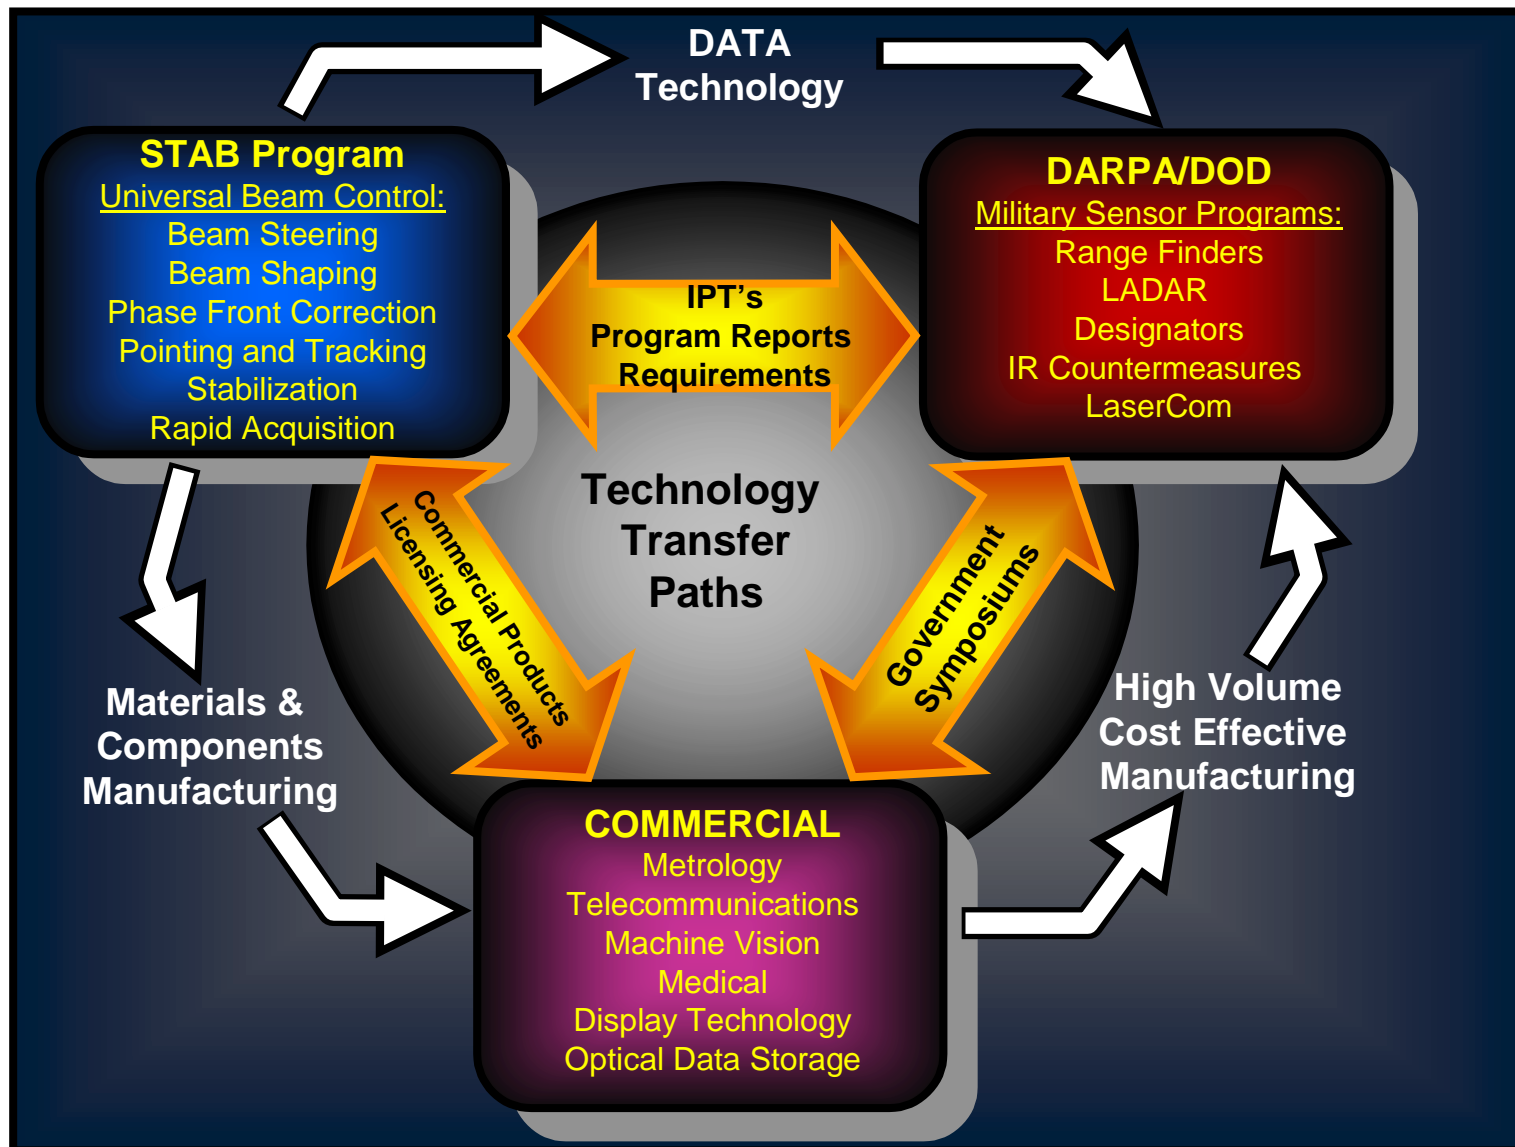 DATA
Technology
STAB Program
Universal Beam Control:
Beam Steering
Beam Shaping
Phase Front Correction
Pointing and Tracking
Stabilization
Rapid Acquisition
DARPA/DOD
Military Sensor Programs:
Range Finders
LADAR
Designators
IR Countermeasures
LaserCom
IPT's
Program Reports
Requirements
Technology
Transfer
Paths
Commercial Products
Licensing Agreements
Government
Symposiums
Materials &
Components
Manufacturing
High Volume
Cost Effective
Manufacturing
COMMERCIAL
Metrology
Telecommunications
Machine Vision
Medical
Display Technology
Optical Data Storage